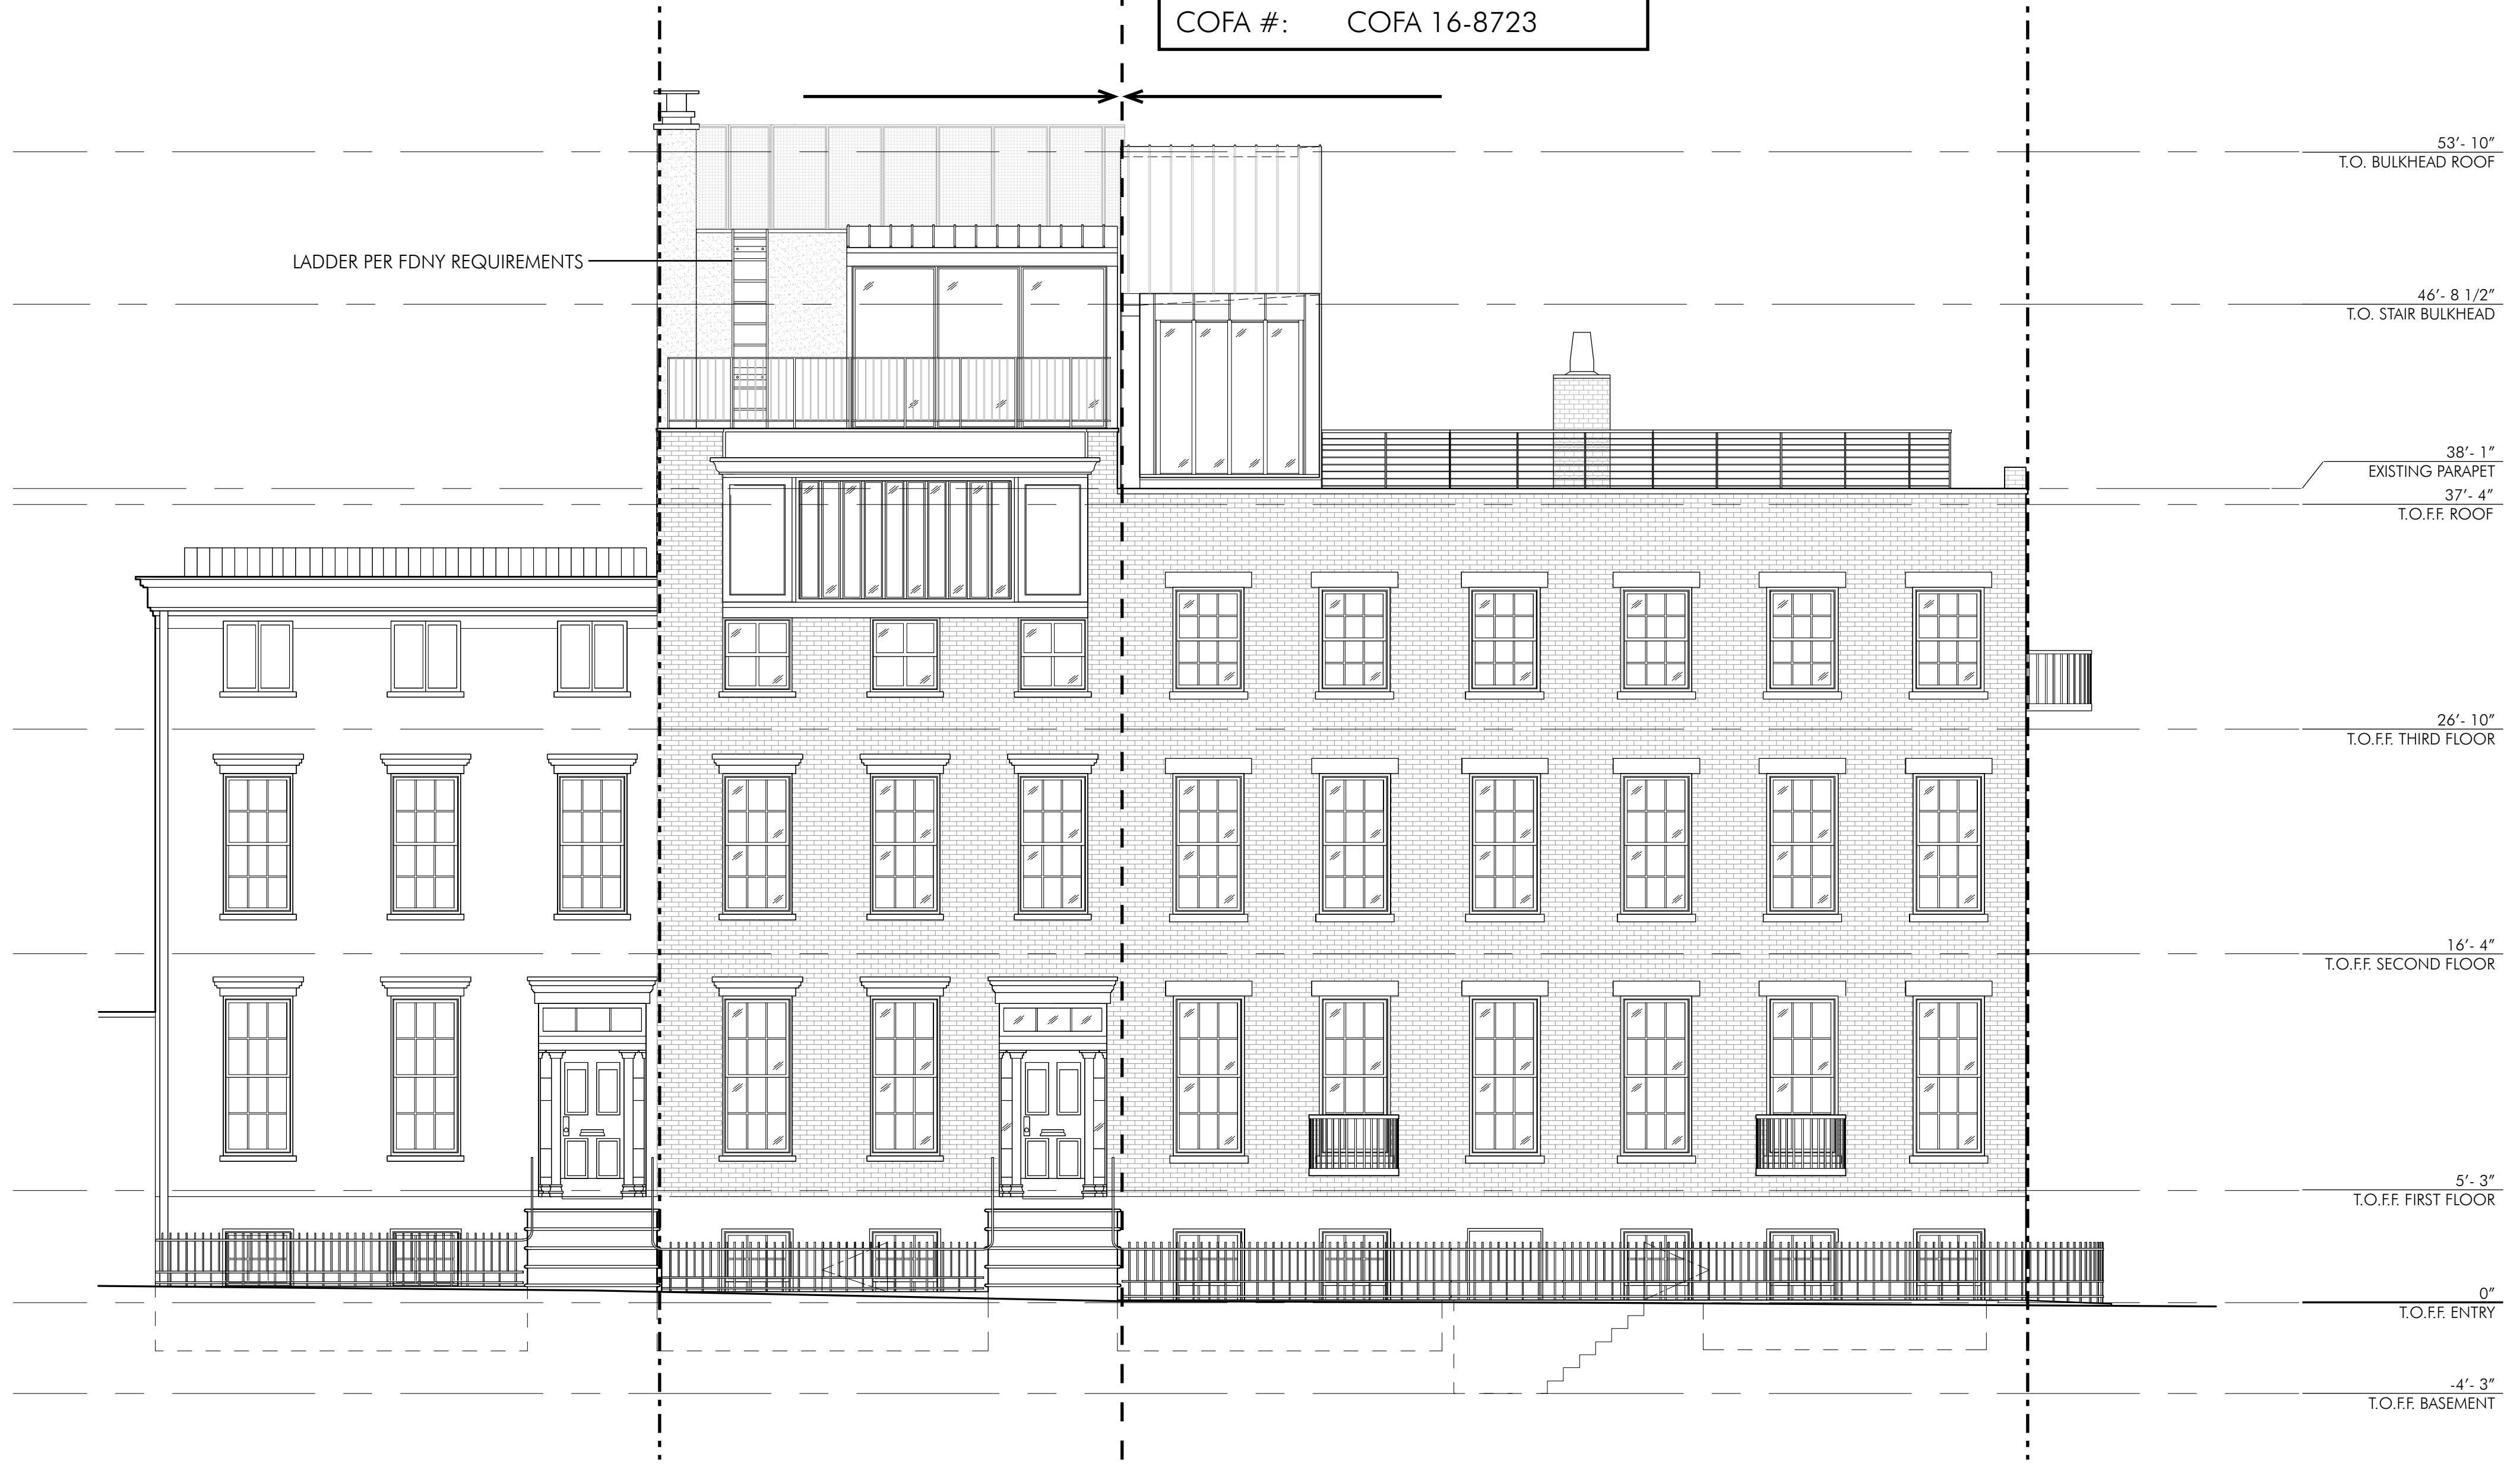 COFA #: COFA 16-8723
53'- 10"
T.O. BULKHEAD ROOF
LADDER PER FDNY REQUIREMENTS
46'- 8 1/2"
T.O. STAIR BULKHEAD
38'- 1"
EXISTING PARAPET
37'- 4"
T.O.F.F. ROOF
26'- 10"
T.O.F.F. THIRD FLOOR
16'- 4"
T.O.F.F. SECOND FLOOR
5'- 3"
T.O.F.F. FIRST FLOOR
0"
T.O.F.F. ENTRY
-4'- 3"
T.O.F.F. BASEMENT